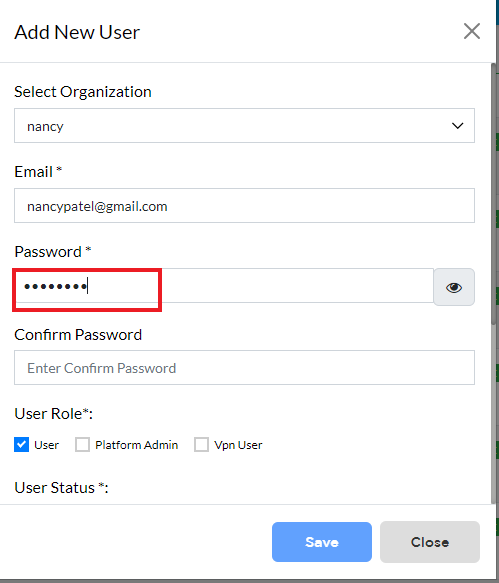 Add New User
Select Organization
nancy
Email *
nancypatel@gmail.com
Password *
••••••••
Confirm Password
Enter Confirm Password
User Role*:
User Platform Admin Vpn User
User Status *:
Save Close